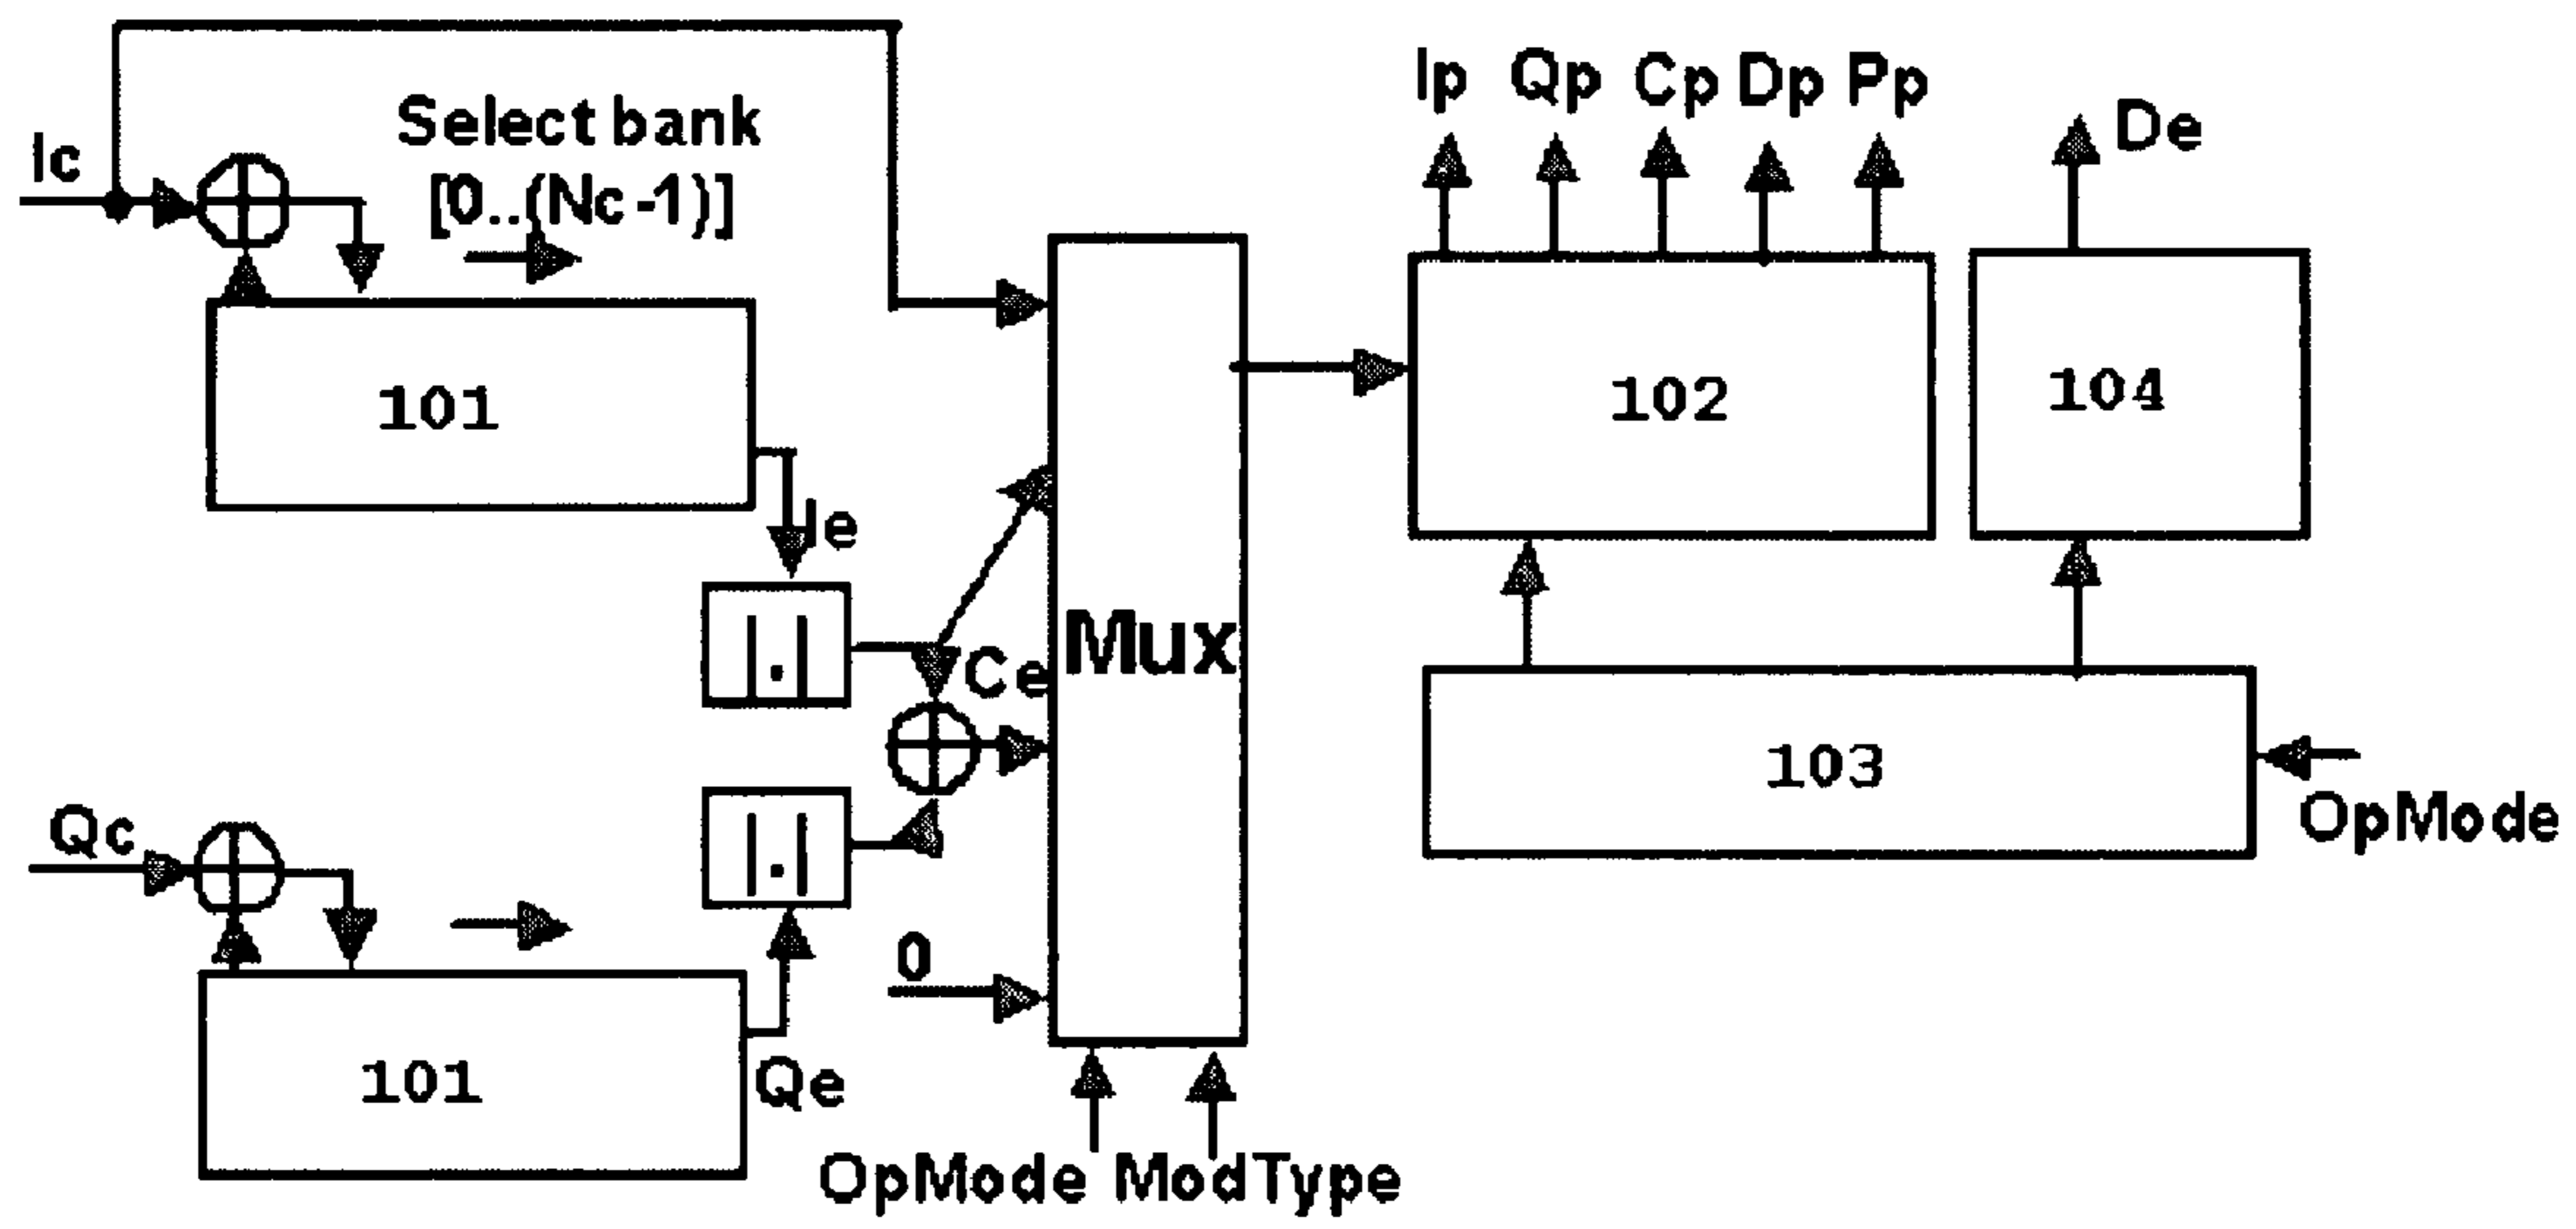 Ip Qp Cp Dp Pp
De
Select bank
[0..(Nc-1)]
Ic
101
102
104
Ie
|.|
Ce
Mux
103
OpMode
Qc
|.|
0
101
Qe
OpMode ModType